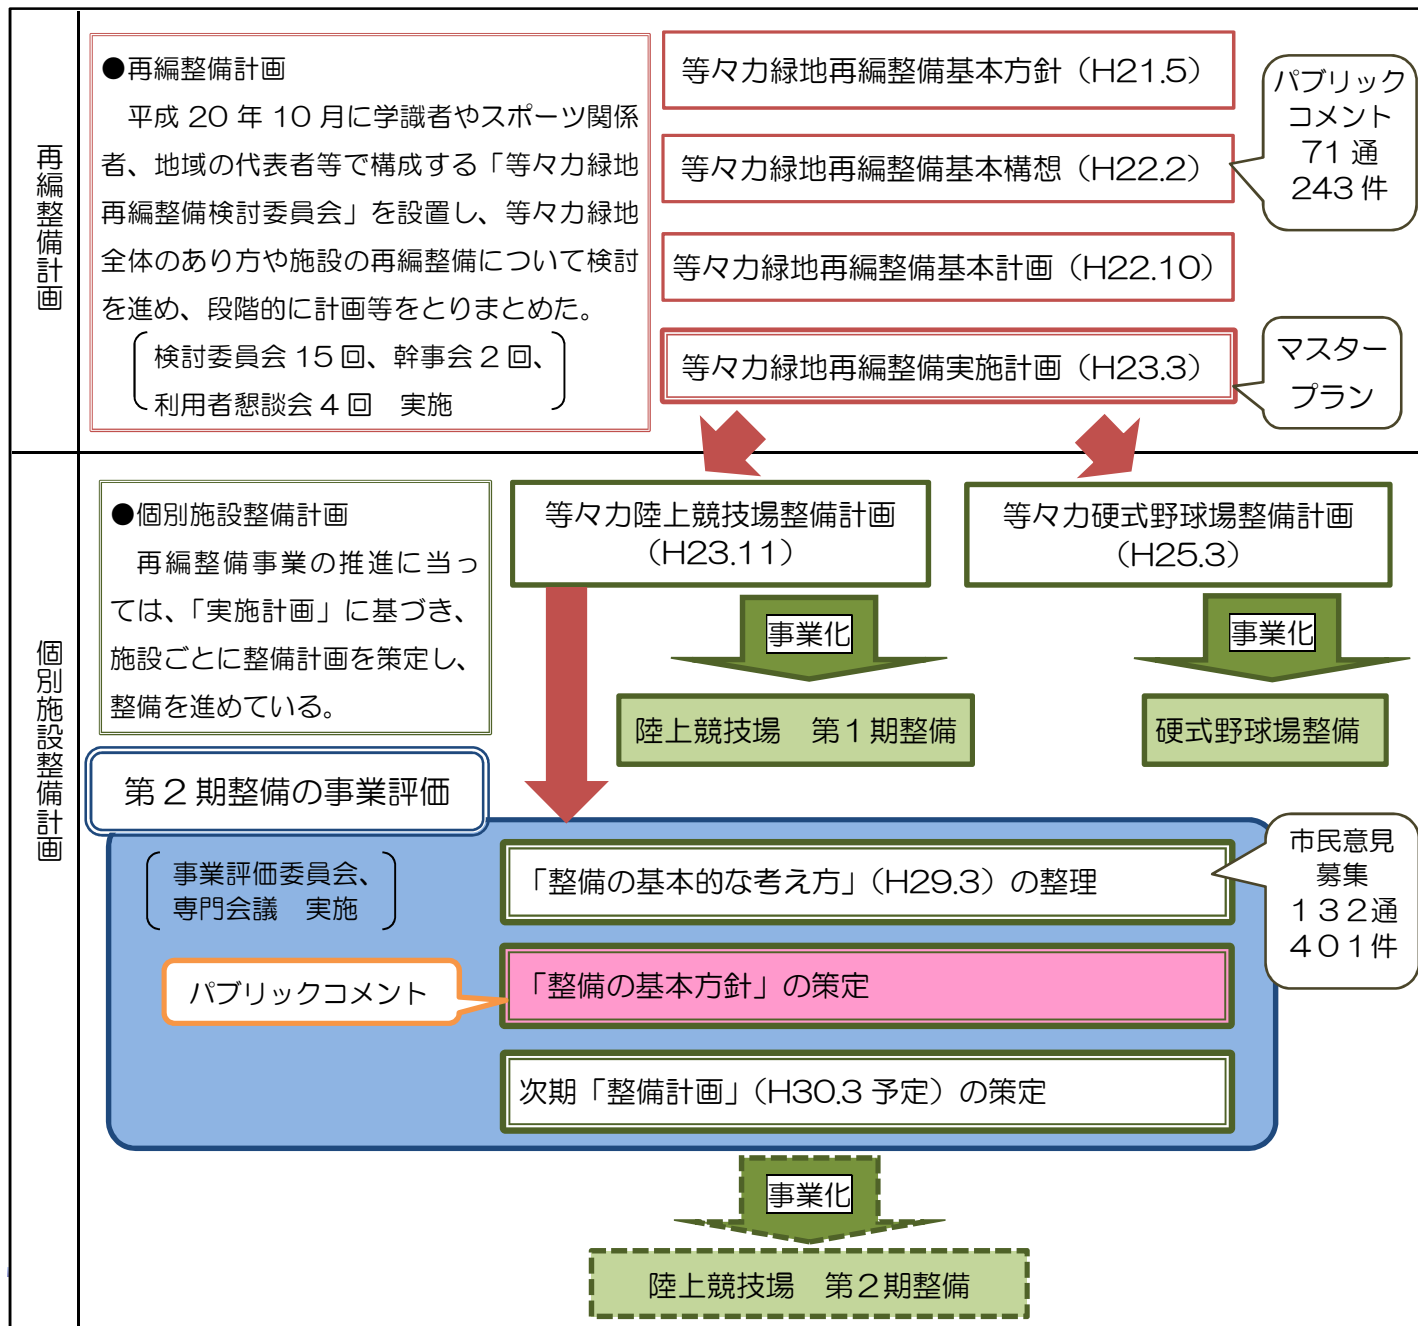 再編整備計画
●再編整備計画
平成 20 年 10 月に学識者やスポーツ関係
者、地域の代表者等で構成する「等々力緑地
再編整備検討委員会」を設置し、等々力緑地
全体のあり方や施設の再編整備について検討
を進め、段階的に計画等をとりまとめた。
検討委員会 15 回、幹事会 2 回、
利用者懇談会 4 回　実施
等々力緑地再編整備基本方針（H21.5）
等々力緑地再編整備基本構想（H22.2）
パブリック
コメント
71 通
243 件
等々力緑地再編整備基本計画（H22.10）
等々力緑地再編整備実施計画（H23.3）
マスター
プラン
個別施設整備計画
●個別施設整備計画
再編整備事業の推進に当っ
ては、「実施計画」に基づき、
施設ごとに整備計画を策定し、
整備を進めている。
等々力陸上競技場整備計画
（H23.11）
等々力硬式野球場整備計画
（H25.3）
事業化
事業化
陸上競技場　第１期整備
硬式野球場整備
第 2 期整備の事業評価
事業評価委員会、
専門会議　実施
「整備の基本的な考え方」（H29.3）の整理
市民意見
募集
１３２通
４０１件
パブリックコメント
「整備の基本方針」の策定
次期「整備計画」（H30.3 予定）の策定
事業化
陸上競技場　第２期整備